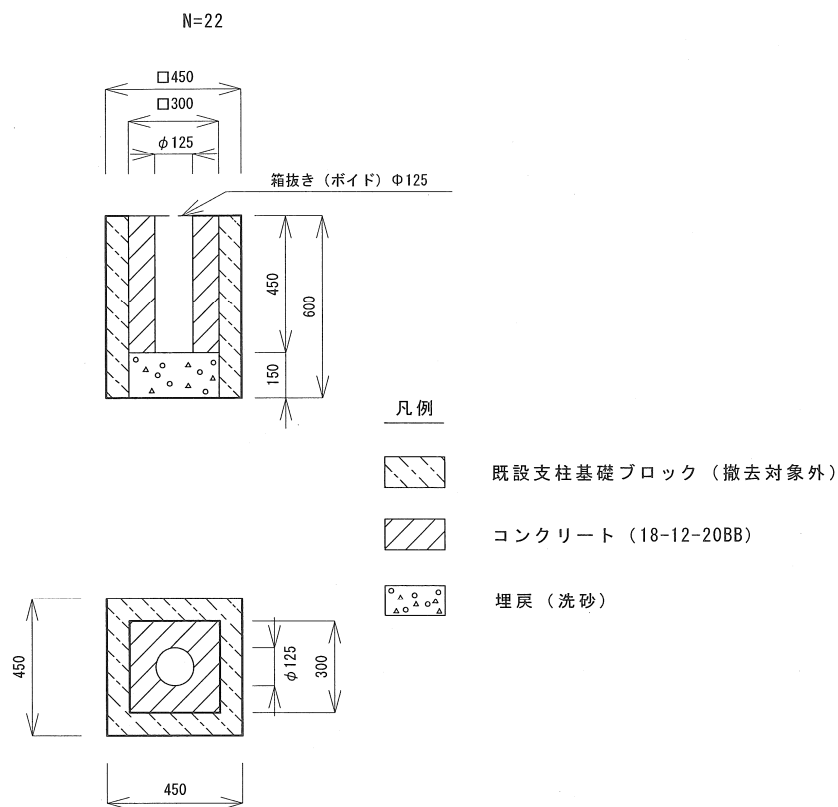 N=22
□450
□300
φ125
箱抜き（ボイド）Φ125
450
600
150
凡例
既設支柱基礎ブロック（撤去対象外）
コンクリート（18-12-20BB）
埋戻（洗砂）
450
φ125
300
450